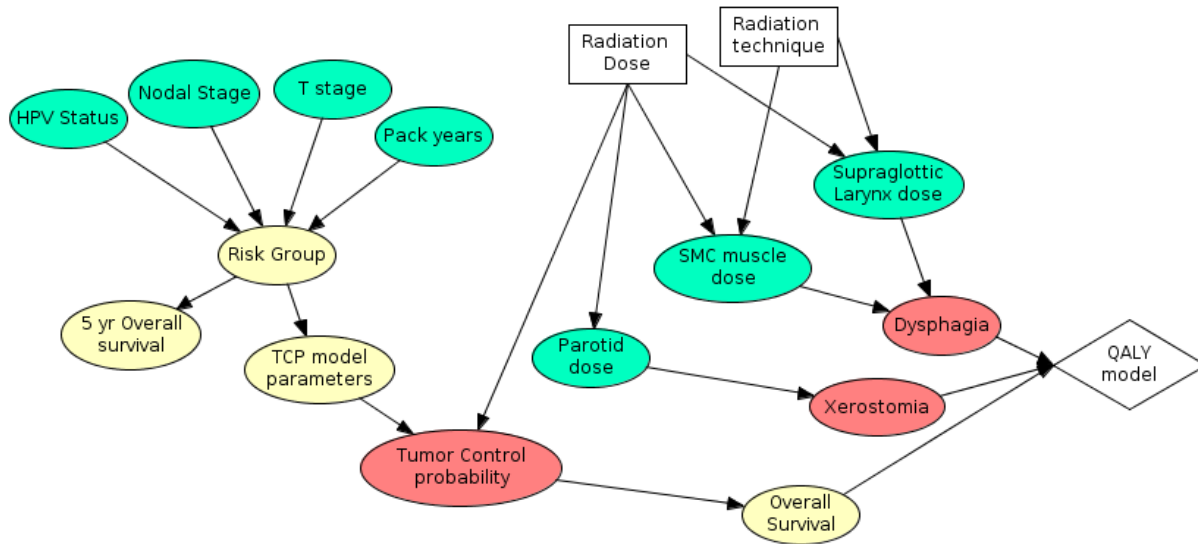 Radiation
technique
Radiation
Dose
Nodal Stage
T stage
HPV Status
Pack years
Supraglottic
Larynx dose
Risk Group
SMC muscle
dose
5 yr Overall
survival
Dysphagia
TCP model
parameters
Parotid
dose
QALY
model
Xerostomia
Tumor Control
probability
Overall
Survival